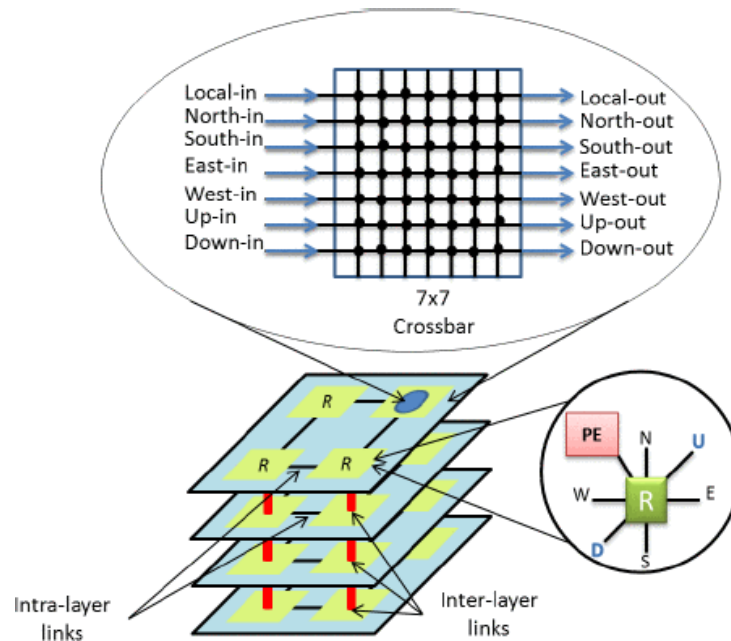 Local-in
North-in
South-in
East-in
West-in
Up-in
Down-in
Local-out
North-out
South-out
East-out
West-out
Up-out
Down-out
7x7
Crossbar
R
R
R
PE
N
U
W
R
E
D
S
Intra-layer
links
Inter-layer
links